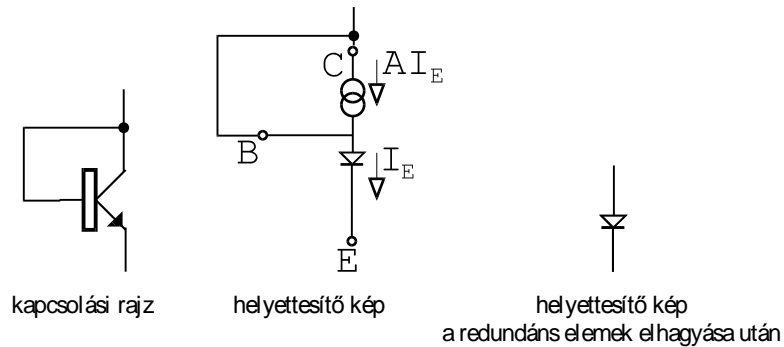 C AI_E
B
I_E
E
kapcsolási rajz
helyettesítő kép
helyettesítő kép
a redundáns elemek elhagyása után